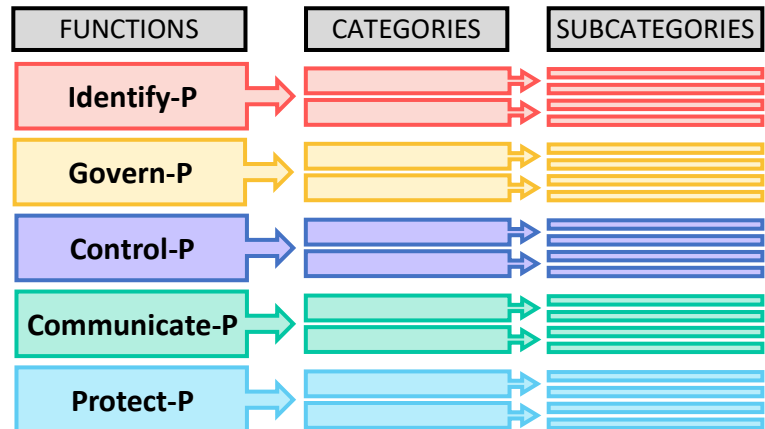 FUNCTIONS
CATEGORIES
SUBCATEGORIES
Identify-P
Govern-P
Control-P
Communicate-P
Protect-P